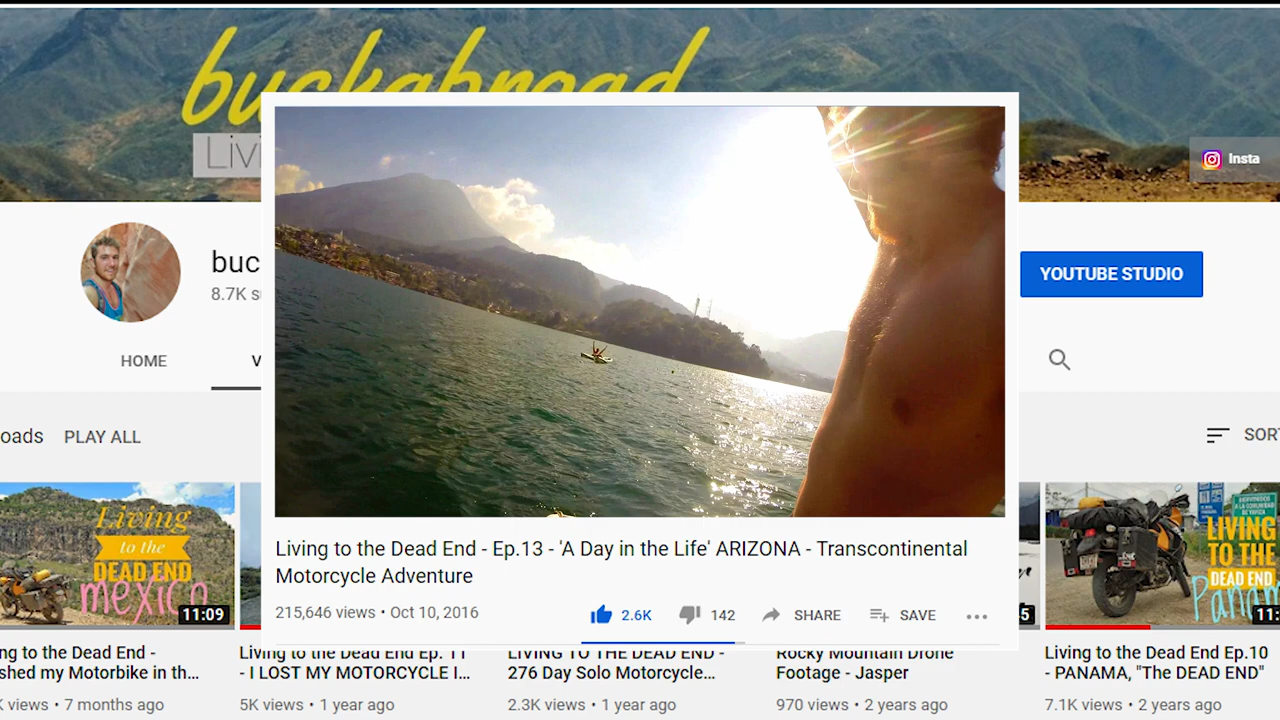 buckabroad
Insta
YOUTUBE STUDIO
8.7K
HOME
PLAY ALL
Living
to the
DEAD END
mexico
11:09
Living to the Dead End - Ep.13 - 'A Day in the Life' ARIZONA - Transcontinental
Motorcycle Adventure
215,646 views • Oct 10, 2016
2.6K
142
SHARE
SAVE
LIVING
TO THE
DEAD END
to the Dead End -
my Motorbike in th...
views • 7 months ago
Living to the Dead End Ep. 11
- I LOST MY MOTORCYCLE I...
5K views • 1 year ago
LIVING TO THE DEAD END -
276 Day Solo Motorcycle...
2.3K views • 1 year ago
Rocky Mountain Drone
Footage - Jasper
970 views • 2 years ago
Living to the Dead End Ep.10
- PANAMA, "The DEAD END"
7.1K views • 2 years ago